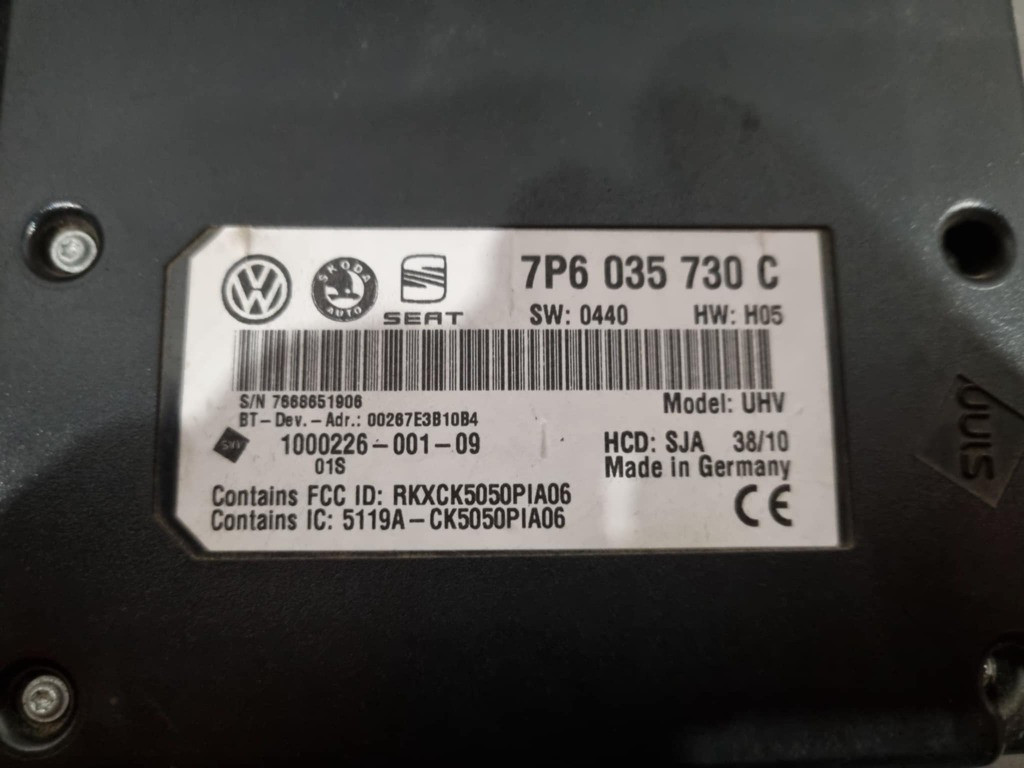 ŠKODA
AUTO
SEAT
7P6 035 730 C
SW: 0440 HW: H05
S/N 7668651906
Model: UHV
BT-Dev.-Adr.: 00267E3B10B4
1000226-001-09
01S
HCD: SJA 38/10
Made in Germany
Contains FCC ID: RKXCK5050PIA06
Contains IC: 5119A-CK5050PIA06
CE